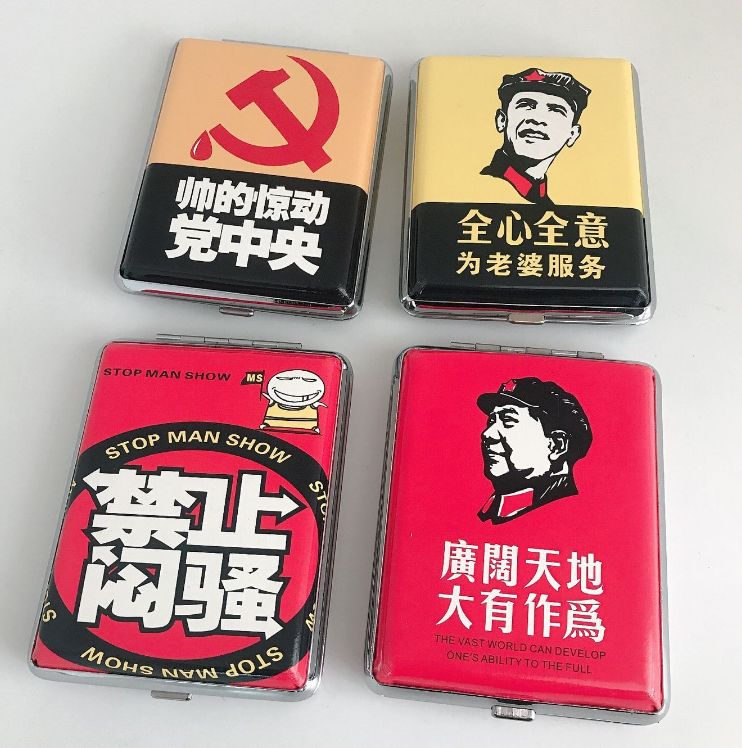 帅的惊动
党中央
全心全意
为老婆服务
STOP MAN SHOW
MS
STOP MAN SHOW
禁止
闷骚
STOP MAN SHOW
廣闊天地
大有作爲
THE VAST WORLD CAN DEVELOP
ONE'S ABILITY TO THE FULL